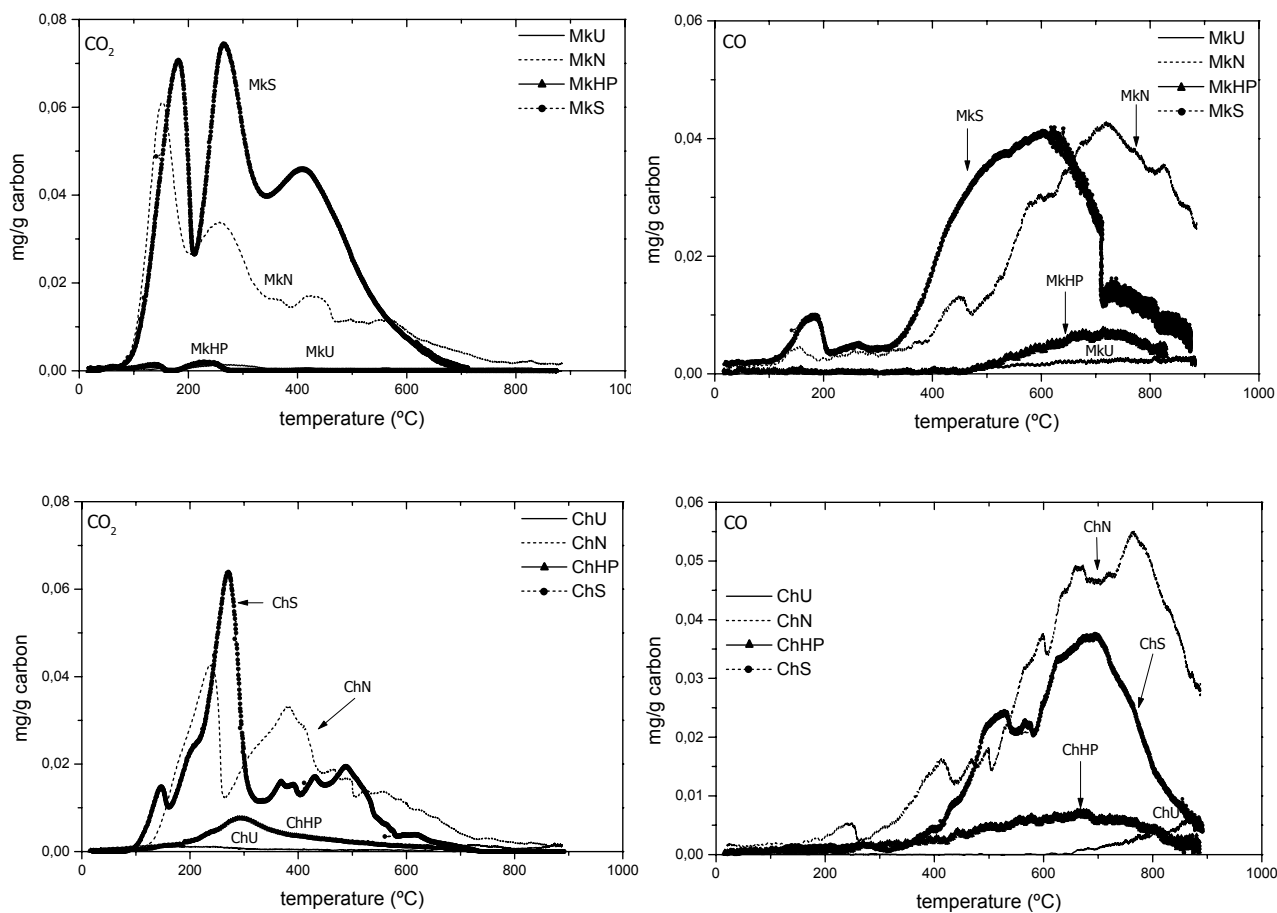 0,08
CO2
MkU
MkN
MkHP
MkS
0,06
MkS
0,04
mg/g carbon
0,02
MkN
MkHP
MkU
0,00
0
200
400
600
800
100
temperature (ºC)
0,06
CO
MkU
MkN
MkHP
MkS
MkS
MkN
0,04
mg/g carbon
0,02
MkHP
MkU
0,00
0
200
400
600
800
1000
temperature (ºC)
0,08
CO2
ChU
ChN
ChHP
ChS
0,06
ChS
0,04
mg/g carbon
ChN
0,02
ChU
ChHP
0,00
0
200
400
600
800
1000
temperature (ºC)
0,06
CO
ChN
0,05
ChU
ChN
ChHP
ChS
0,04
ChS
0,03
mg/g carbon
0,02
ChHP
0,01
ChU
0,00
0
200
400
600
800
1000
temperature (ºC)